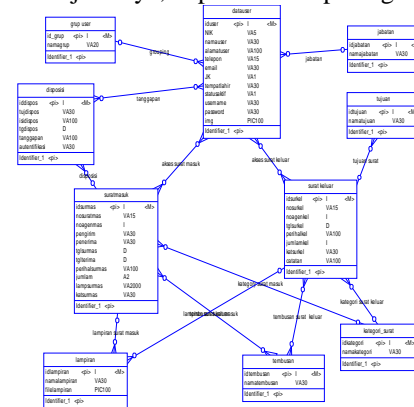 grup user
id_grup <pi> I <M>
namagrup VA20
Identifier_1 <pi>
datauser
iduser <pi> I <M>
NIK VA5
namauser VA30
alamatuser VA100
telepon VA15
email VA30
JK VA1
tempatlahir VA30
statusaktif VA1
username VA30
password VA30
img PIC100
Identifier_1 <pi>
jabatan
idjabatan <pi> I <M>
namajabatan VA30
Identifier_1 <pi>
jabatan
tanggapan
disposisi
iddispos <pi> I <M>
tujdispos VA30
isidispos VA100
tgdispos D
tanggapan VA100
autentifikasi VA30
Identifier_1 <pi>
tujuan
idtujuan <pi> I <M>
namatujuan VA30
Identifier_1 <pi>
akses surat masuk
akses surat keluar
tujuan surat
suratmasuk
idsurmas <pi> I <M>
nosuratmas VA15
noagenmas I
pengirim VA30
penerima VA30
tglsurmas D
tglterima D
perihalsurmas VA100
jumlam A2
lampsurmas VA2000
ketsurmas VA30
Identifier_1 <pi>
surat keluar
idsurkel <pi> I <M>
nosurkel VA15
noagenkel I
tglsurkel D
perihalkel VA100
jumlamkel I
ketsurkel VA30
catatan VA100
Identifier_1 <pi>
kategori surat keluar
tembusan surat keluar
lampiran surat masuk
kategori_surat
idkategori <pi> I <M>
namakategori VA30
Identifier_1 <pi>
lampiran
idlampiran <pi> I <M>
namalampiran VA30
filelampiran PIC100
Identifier_1 <pi>
tembusan
idtembusan <pi> I <M>
namatembusan VA30
Identifier_1 <pi>